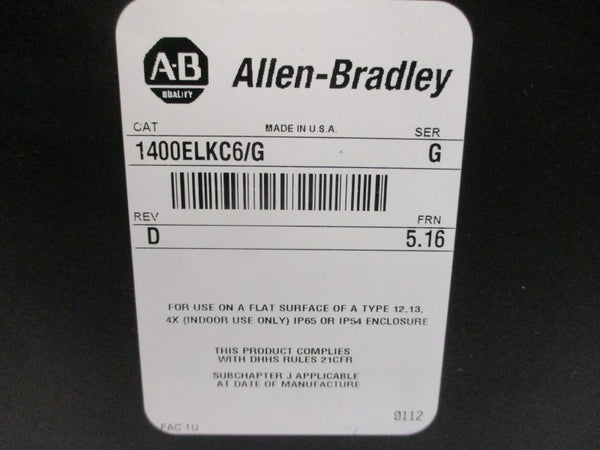 A·B
QUALITY
Allen-Bradley
CAT MADE IN U.S.A. SER
1400ELKC6/G G
REV FRN
D 5.16
FOR USE ON A FLAT SURFACE OF A TYPE 12,13,
4X (INDOOR USE ONLY) IP65 OR IP54 ENCLOSURE
THIS PRODUCT COMPLIES
WITH DHHS RULES 21CFR
SUBCHAPTER J APPLICABLE
AT DATE OF MANUFACTURE
FAC 1U 0112